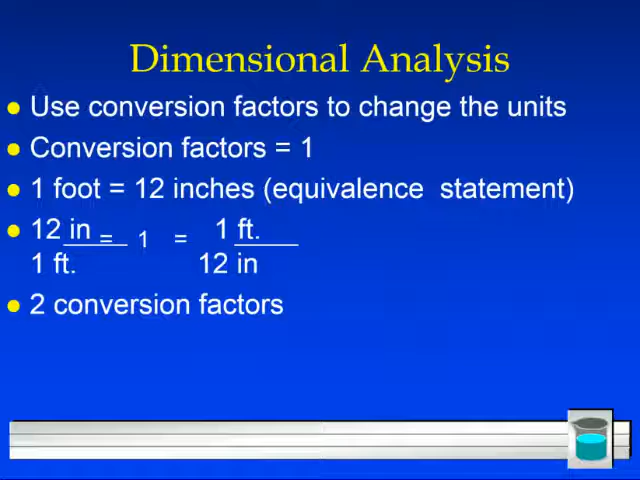 Dimensional Analysis
Use conversion factors to change the units
Conversion factors = 1
1 foot = 12 inches (equivalence statement)
12 in = 1 = 1 ft.
1 ft. 12 in
2 conversion factors